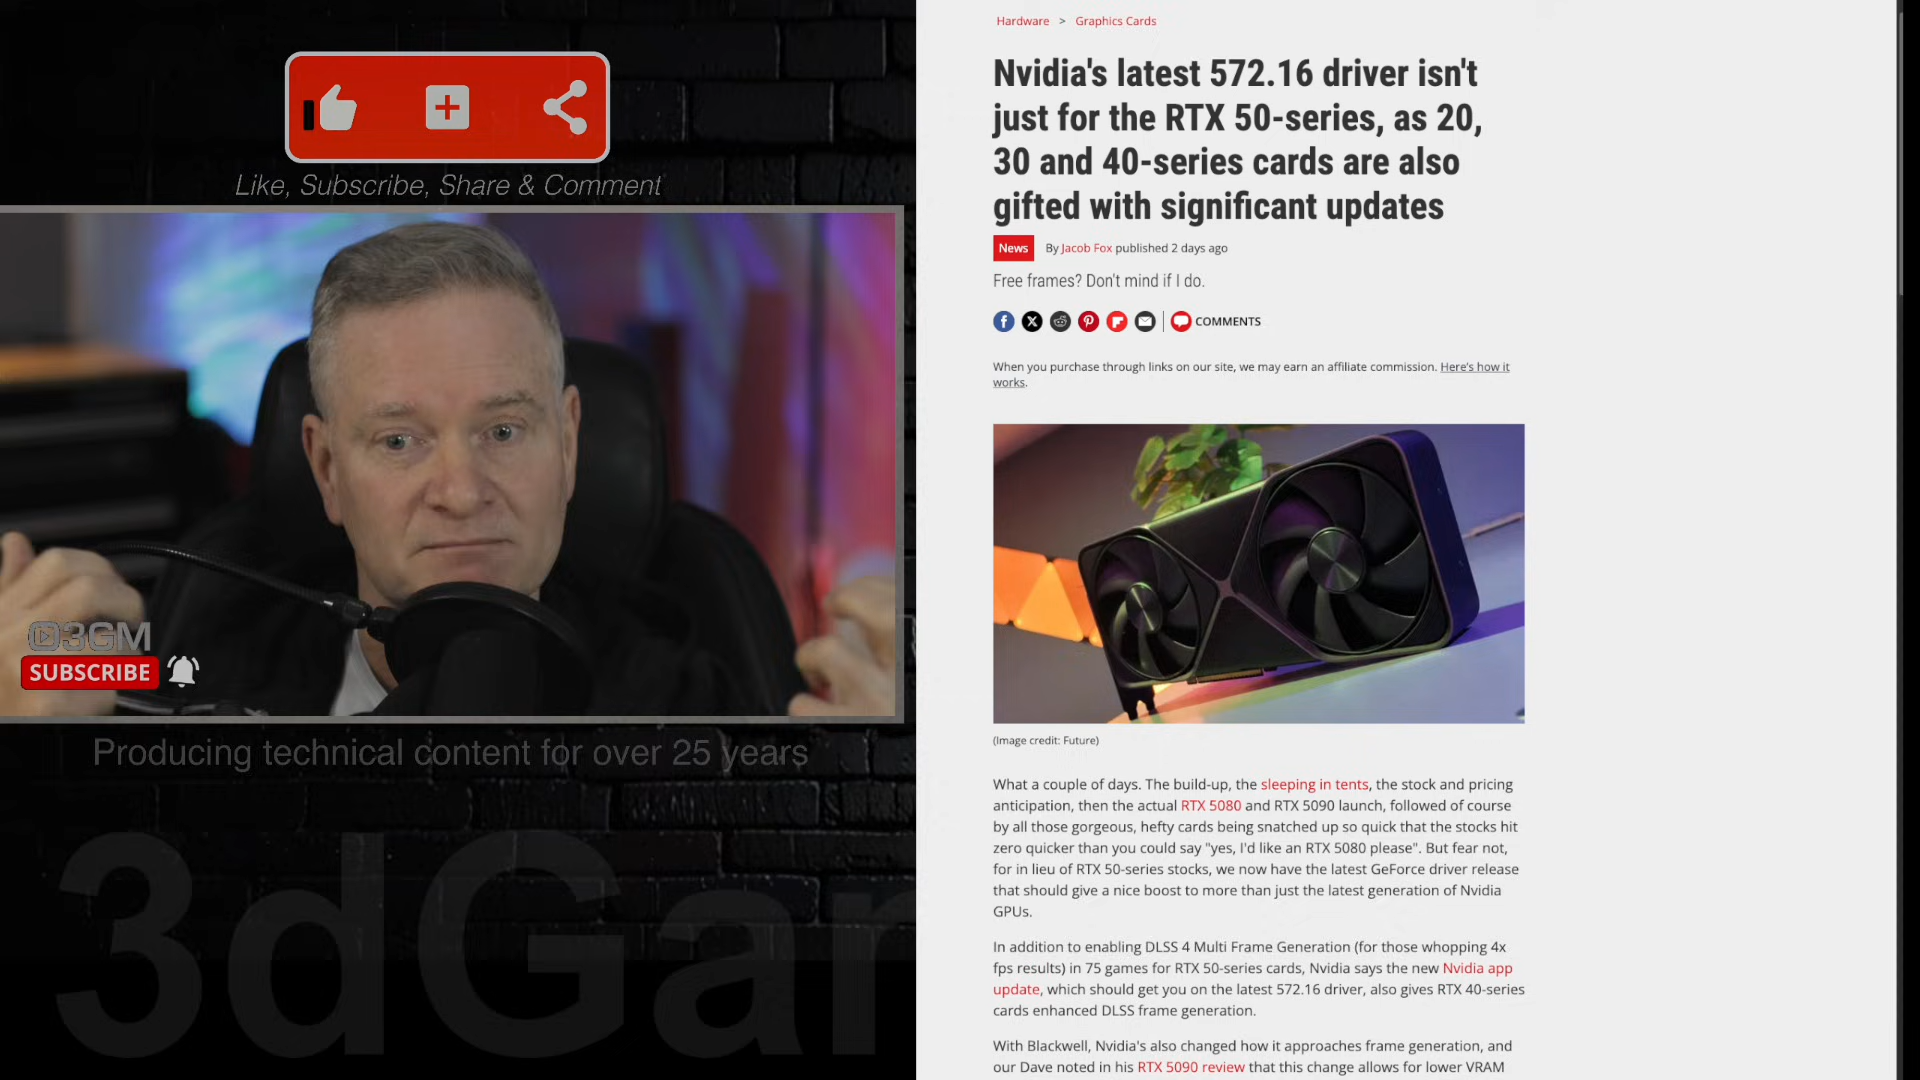 Like, Subscribe, Share & Comment
3GM
SUBSCRIBE
Producing technical content for over 25 years
3dGa
Hardware > Graphics Cards
Nvidia's latest 572.16 driver isn't
just for the RTX 50-series, as 20,
30 and 40-series cards are also
gifted with significant updates
News By Jacob Fox published 2 days ago
Free frames? Don't mind if I do.
COMMENTS
When you purchase through links on our site, we may earn an affiliate commission. Here's how it
works.
(Image credit: Future)
What a couple of days. The build-up, the sleeping in tents, the stock and pricing
anticipation, then the actual RTX 5080 and RTX 5090 launch, followed of course
by all those gorgeous, hefty cards being snatched up so quick that the stocks hit
zero quicker than you could say "yes, I'd like an RTX 5080 please". But fear not,
for in lieu of RTX 50-series stocks, we now have the latest GeForce driver release
that should give a nice boost to more than just the latest generation of Nvidia
GPUs.
In addition to enabling DLSS 4 Multi Frame Generation (for those whopping 4x
fps results) in 75 games for RTX 50-series cards, Nvidia says the new Nvidia app
update, which should get you on the latest 572.16 driver, also gives RTX 40-series
cards enhanced DLSS frame generation.
With Blackwell, Nvidia's also changed how it approaches frame generation, and
our Dave noted in his RTX 5090 review that this change allows for lower VRAM